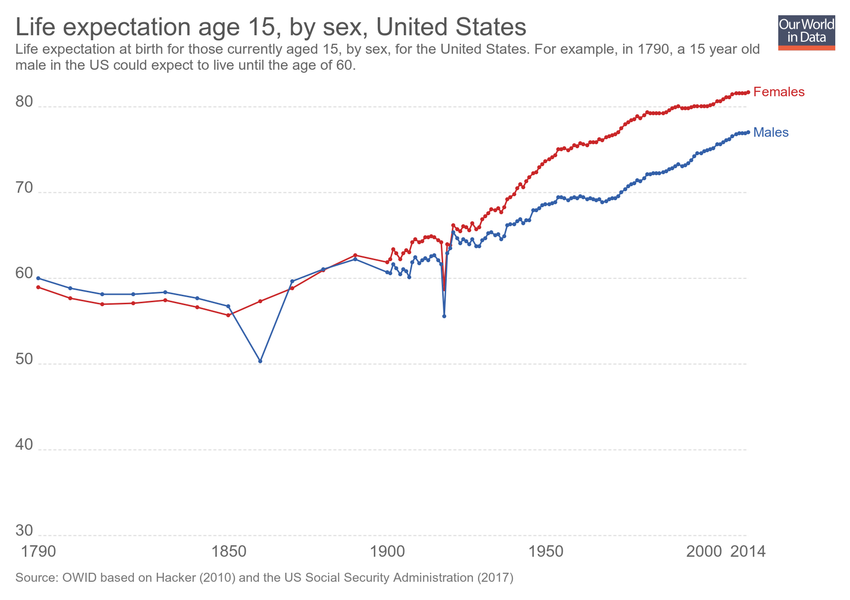 Life expectation age 15, by sex, United States
Our World
in Data
Life expectation at birth for those currently aged 15, by sex, for the United States. For example, in 1790, a 15 year old
male in the US could expect to live until the age of 60.
80
Females
Males
70
60
50
40
30
1790 1850 1900 1950 2000 2014
Source: OWID based on Hacker (2010) and the US Social Security Administration (2017)